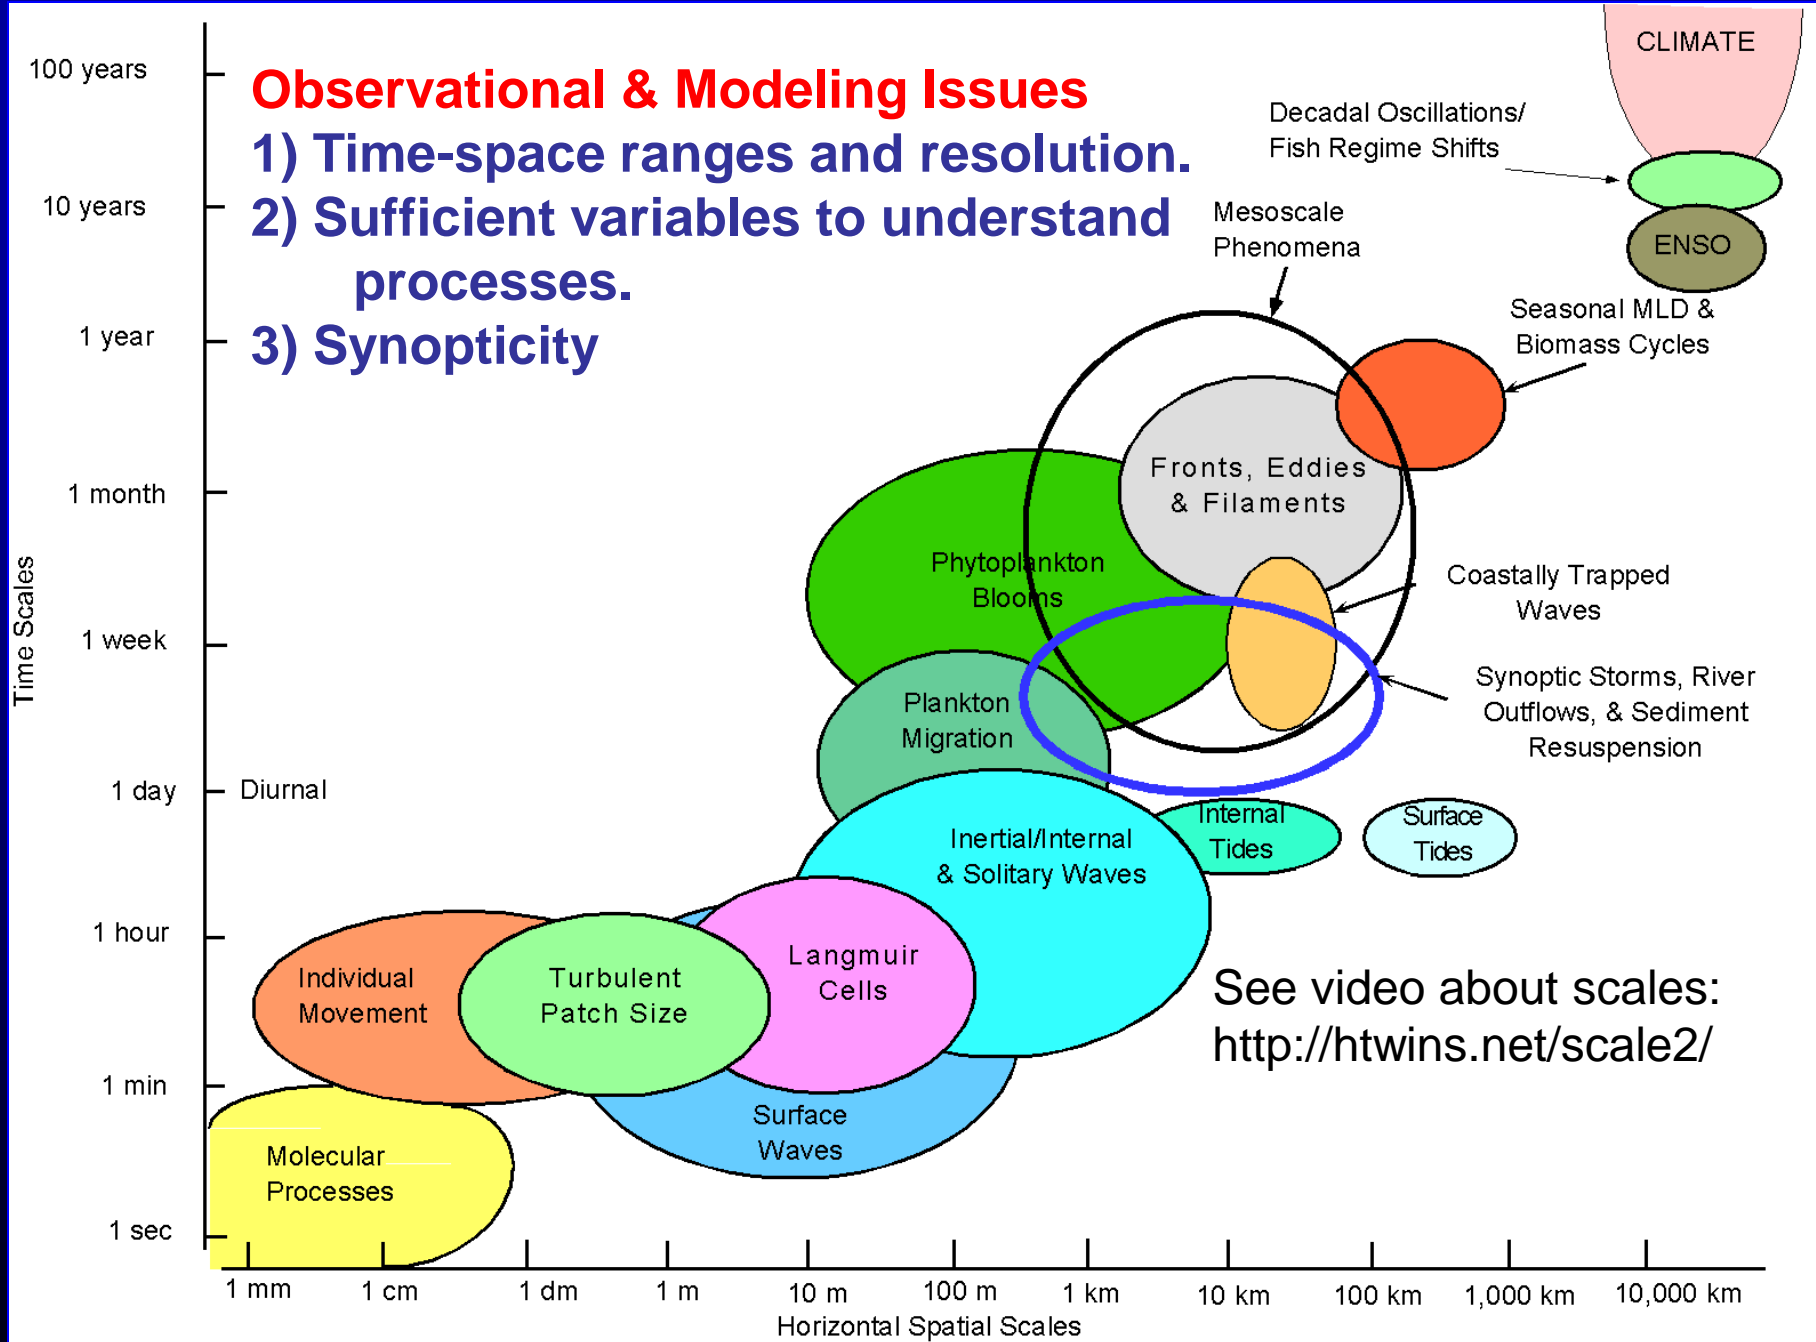 Observational & Modeling Issues
1) Time-space ranges and resolution.
2) Sufficient variables to understand
processes.
3) Synopticity
CLIMATE
Decadal Oscillations/
Fish Regime Shifts
ENSO
Mesoscale
Phenomena
Seasonal MLD &
Biomass Cycles
Fronts, Eddies
& Filaments
Phytoplankton
Blooms
Coastally Trapped
Waves
Plankton
Migration
Synoptic Storms, River
Outflows, & Sediment
Resuspension
Diurnal
Internal
Tides
Surface
Tides
Inertial/Internal
& Solitary Waves
Langmuir
Cells
Individual
Movement
Turbulent
Patch Size
See video about scales:
http://htwins.net/scale2/
Surface
Waves
Molecular
Processes
Time Scales
100 years
10 years
1 year
1 month
1 week
1 day
1 hour
1 min
1 sec
1 mm
1 cm
1 dm
1 m
10 m
100 m
1 km
10 km
100 km
1,000 km
10,000 km
Horizontal Spatial Scales